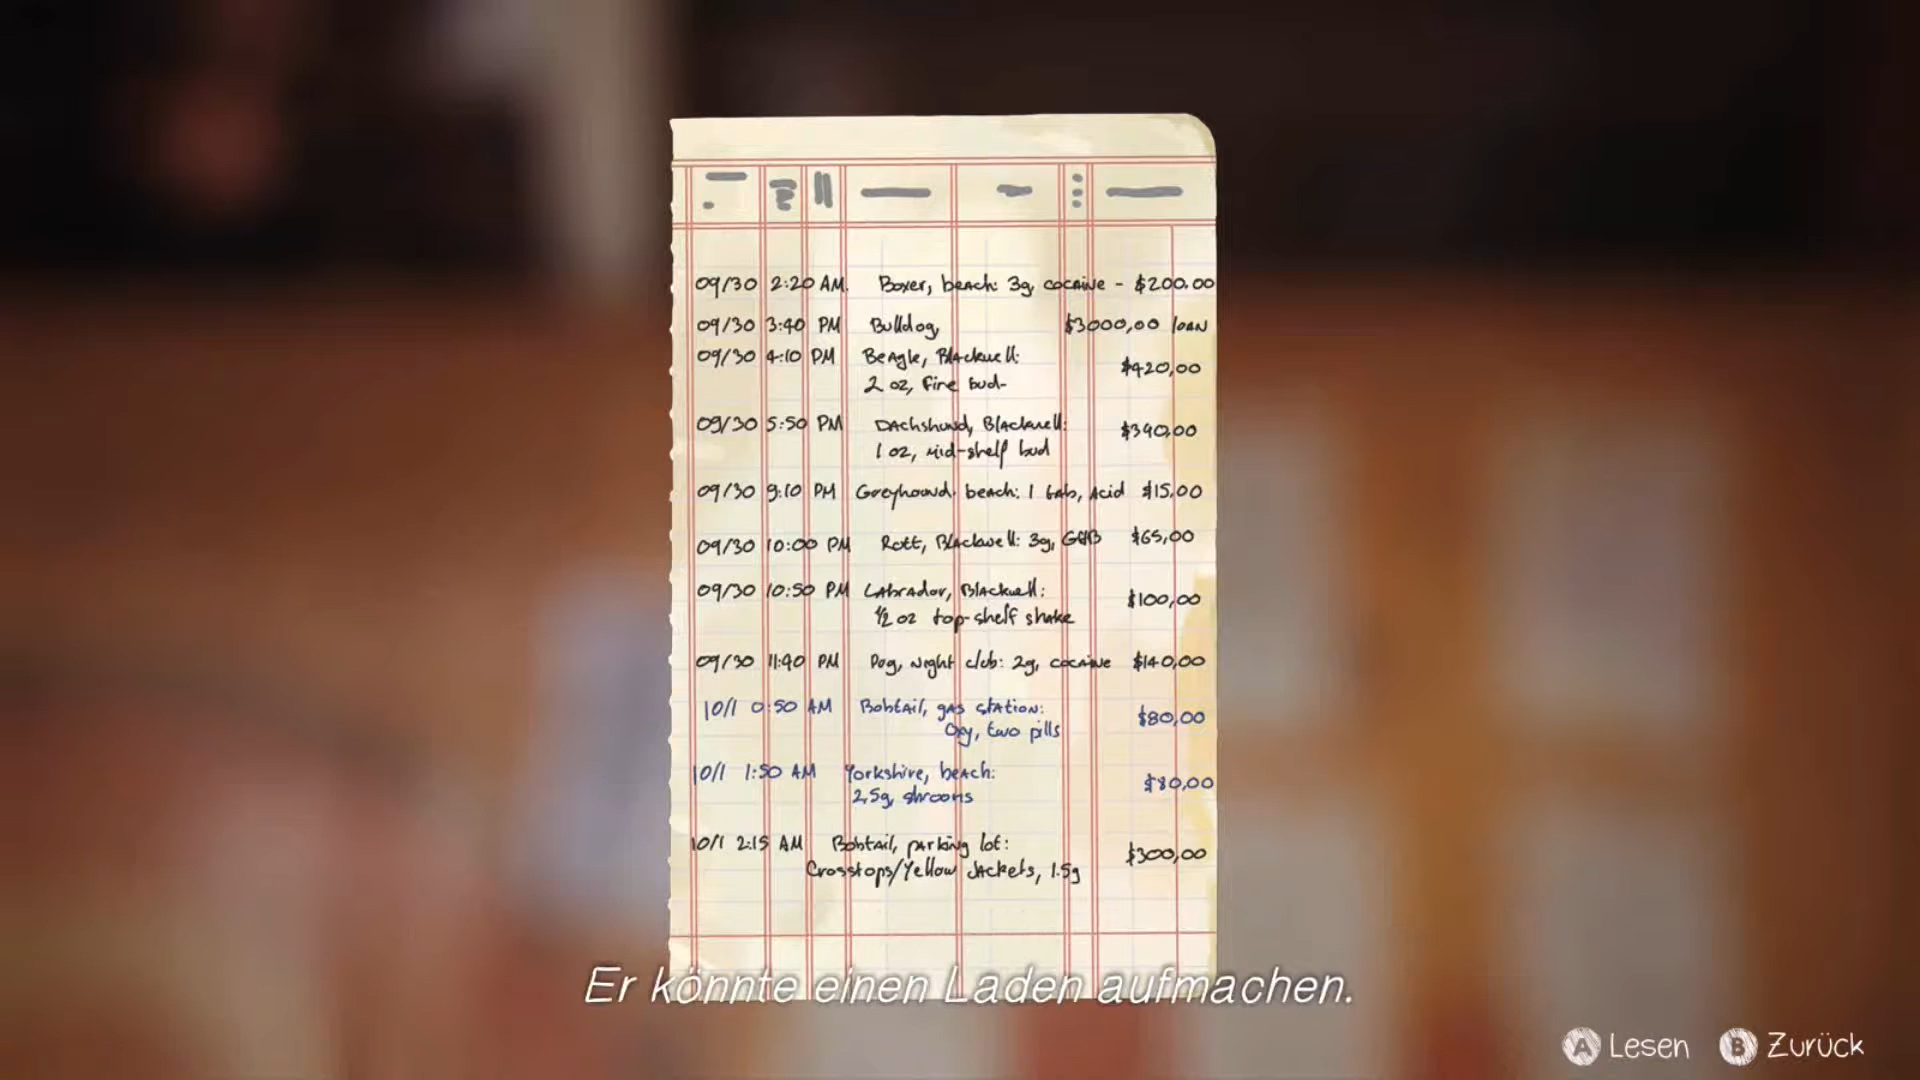 09/30 2:20 AM. Boxer, beach: 3g, cocaine - $200.00
09/30 3:40 PM Bulldog, $3000,00 loan
09/30 4:10 PM Beagle, Blackwell:
2 oz, fine bud- $420,00
09/30 5:50 PM Dachshund, Blackwell:
1 oz, mid-shelf bud $340,00
09/30 9:10 PM Greyhound, beach: 1 tab, acid $15,00
09/30 10:00 PM Rott, Blackwell: 3g, GHB $65,00
09/30 10:50 PM Labrador, Blackwell:
1/2 oz top-shelf shake $100,00
09/30 11:40 PM Pog, night club: 2g, cocaine $140,00
10/1 0:50 AM Bobtail, gas station:
Oxy, two pills $80,00
10/1 1:50 AM Yorkshire, beach:
2,5g, shrooms $80,00
10/1 2:15 AM Bobtail, parking lot:
Crosstops/Yellow Jackets, 1.5g $300,00
Er könnte einen Laden aufmachen.
A Lesen B Zurück